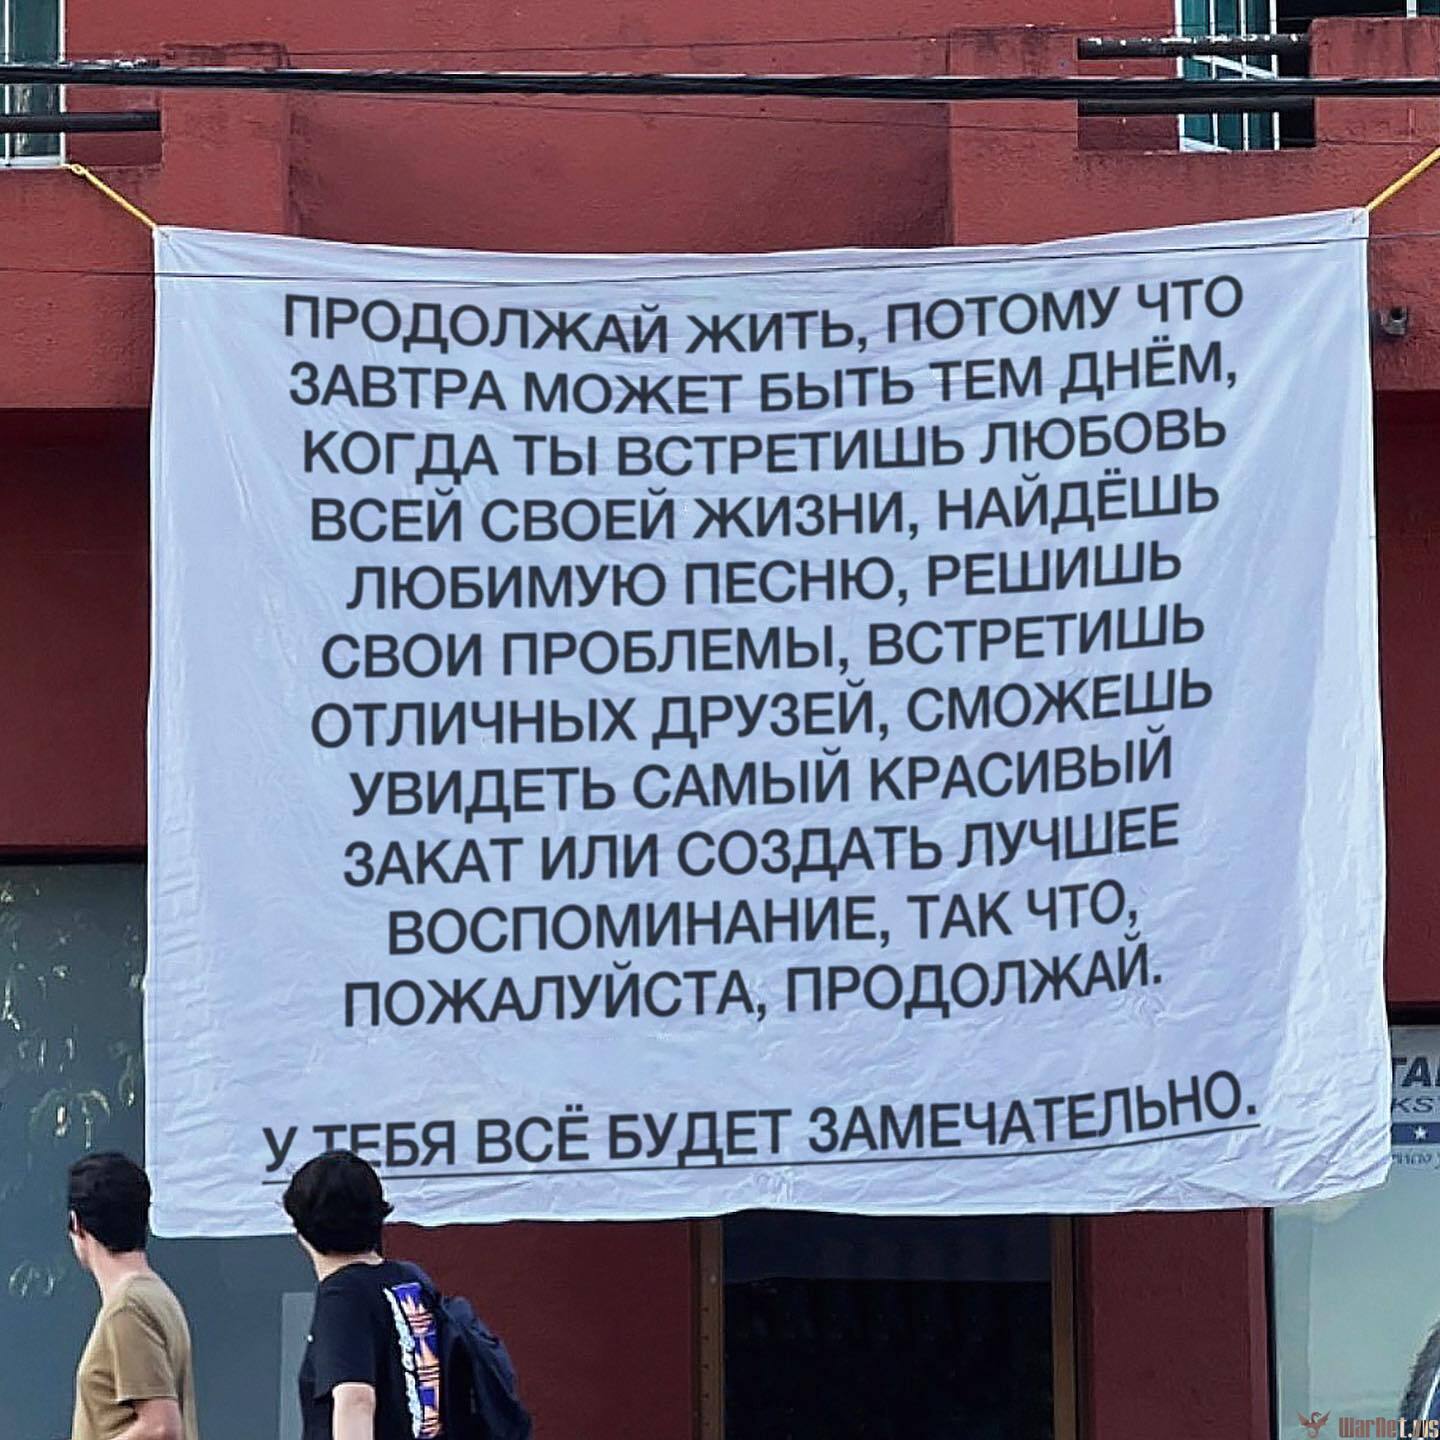 ПРОДОЛЖАЙ ЖИТЬ, ПОТОМУ ЧТО
ЗАВТРА МОЖЕТ БЫТЬ ТЕМ ДНЁМ,
КОГДА ТЫ ВСТРЕТИШЬ ЛЮБОВЬ
ВСЕЙ СВОЕЙ ЖИЗНИ, НАЙДЁШЬ
ЛЮБИМУЮ ПЕСНЮ, РЕШИШЬ
СВОИ ПРОБЛЕМЫ, ВСТРЕТИШЬ
ОТЛИЧНЫХ ДРУЗЕЙ, СМОЖЕШЬ
УВИДЕТЬ САМЫЙ КРАСИВЫЙ
ЗАКАТ ИЛИ СОЗДАТЬ ЛУЧШЕЕ
ВОСПОМИНАНИЕ, ТАК ЧТО,
ПОЖАЛУЙСТА, ПРОДОЛЖАЙ.
У ТЕБЯ ВСЁ БУДЕТ ЗАМЕЧАТЕЛЬНО.
WarNet.ws